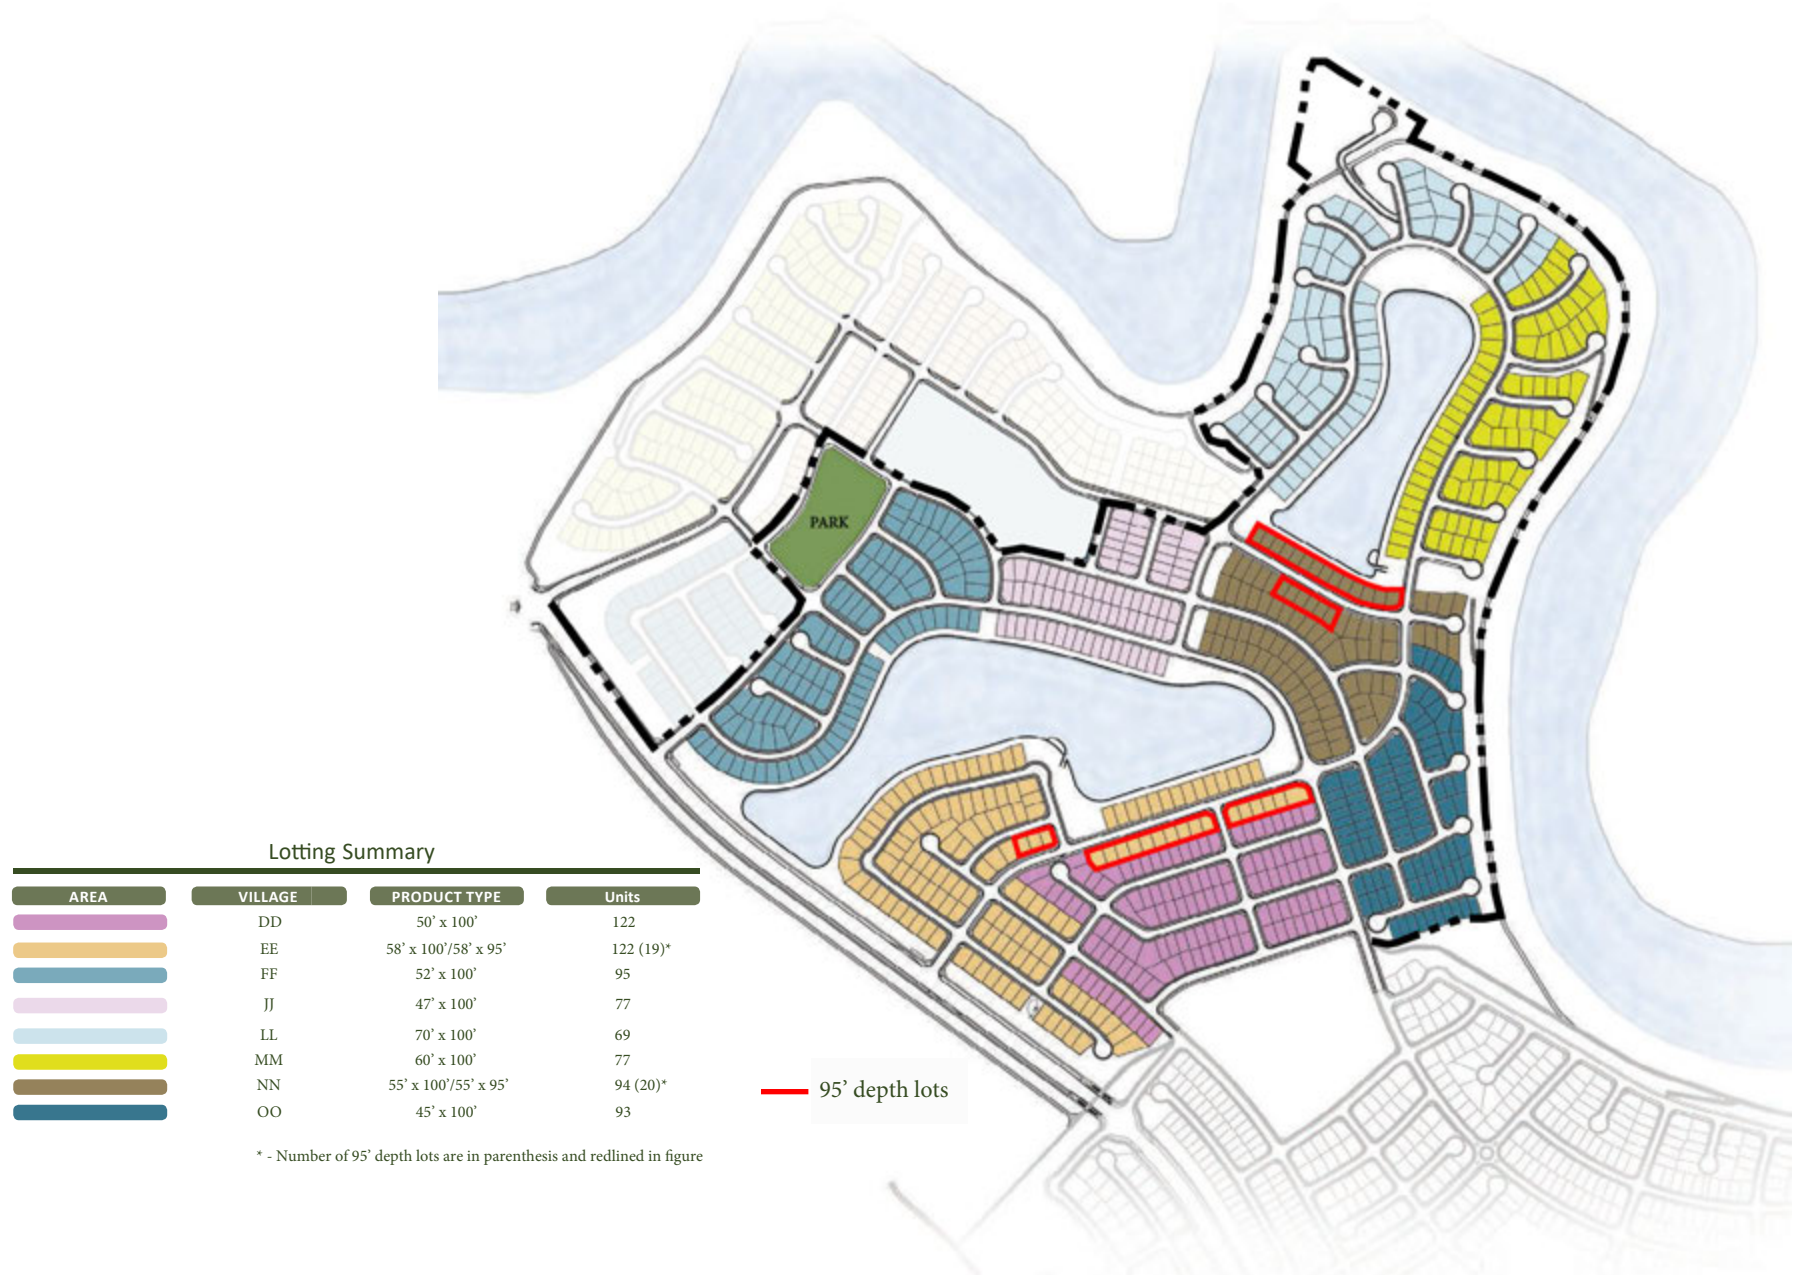 PARK
Lotting Summary
AREA VILLAGE PRODUCT TYPE Units
DD 50’ x 100’ 122
EE 58’ x 100’/58’ x 95’ 122 (19)*
FF 52’ x 100’ 95
JJ 47’ x 100’ 77
LL 70’ x 100’ 69
MM 60’ x 100’ 77
NN 55’ x 100’/55’ x 95’ 94 (20)*
OO 45’ x 100’ 93
95’ depth lots
* - Number of 95’ depth lots are in parenthesis and redlined in figure